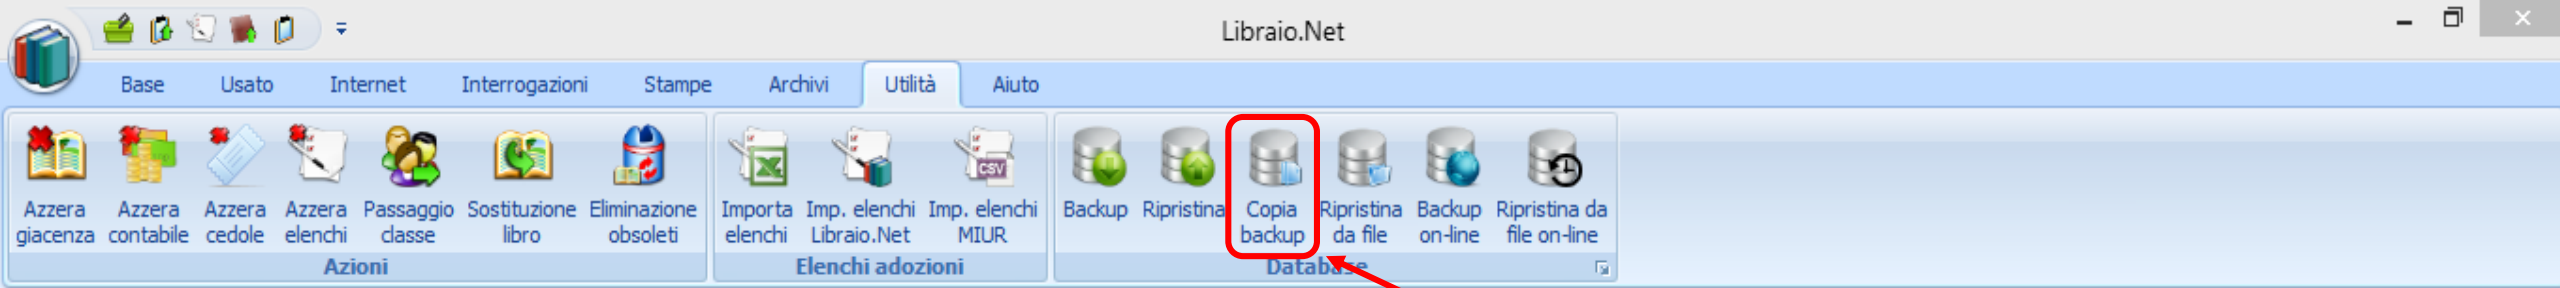 Libraio.Net
Base Usato Internet Interrogazioni Stampe Archivi Utilità Aiuto
CSV
Azzera giacenza
Azzera contabile
Azzera cedole
Azzera elenchi
Passaggio classe
Sostituzione libro
Eliminazione obsoleti
Azioni
Importa elenchi
Imp. elenchi Libraio.Net
Imp. elenchi MIUR
Elenchi adozioni
Backup
Ripristina
Copia backup
Ripristina da file
Backup on-line
Ripristina da file on-line
Database